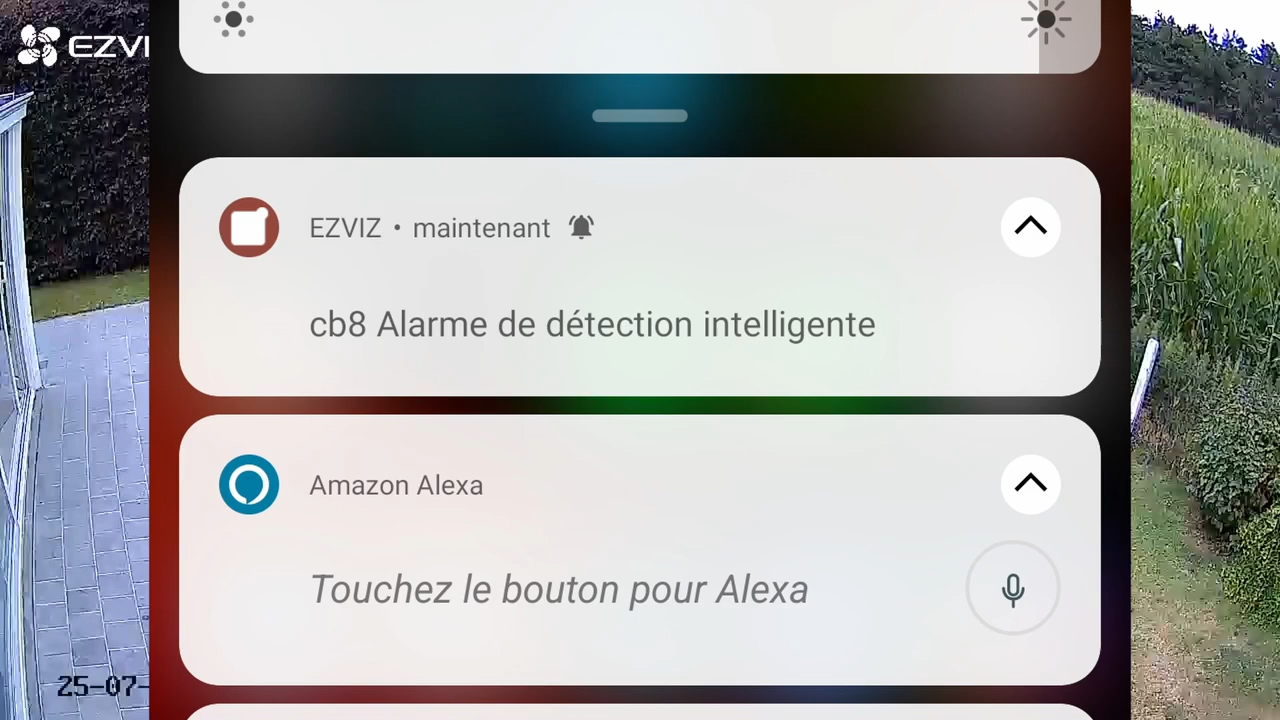 EZVI
EZVIZ • maintenant
cb8 Alarme de détection intelligente
Amazon Alexa
Touchez le bouton pour Alexa
25-07-